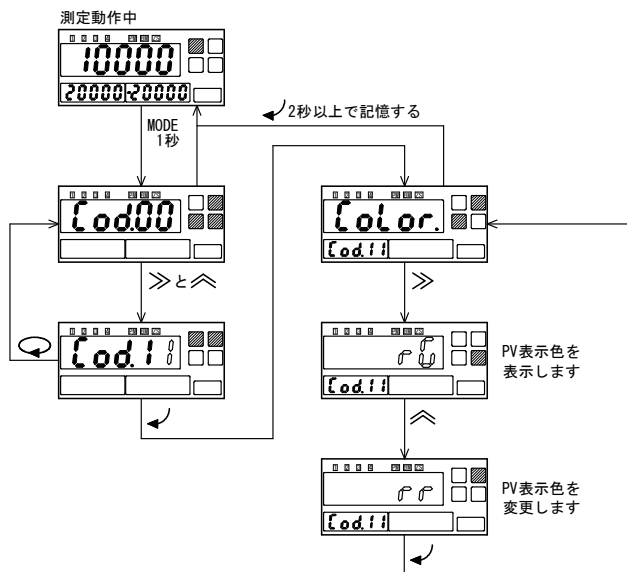 測定動作中
10000
20000 -20000
2秒以上で記憶する
MODE
1秒
Cod.00
CoLor.
Cod.11
≫と︽
≫
Cod.11
rG
Cod.11
PV表示色を
表示します
︽
rr
Cod.11
PV表示色を
変更します